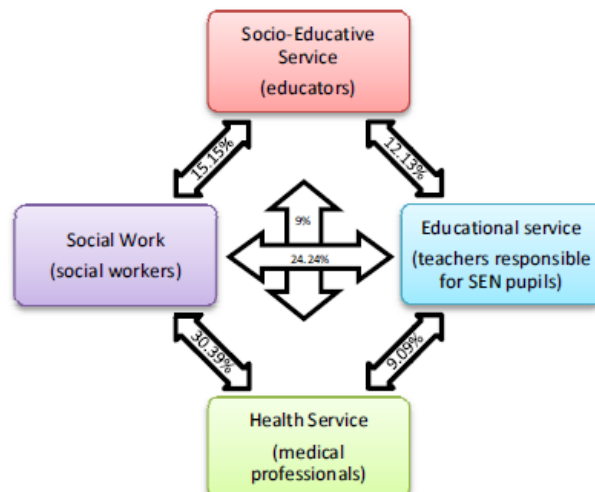 Socio-Educative
Service
(educators)
15.15%
12.13%
Social Work
(social workers)
9%
24.24%
Educational service
(teachers responsible
for SEN pupils)
30.39%
9.09%
Health Service
(medical
professionals)